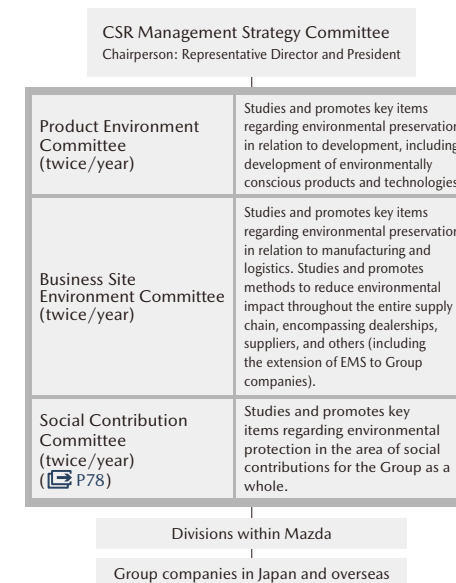 CSR Management Strategy Committee
Chairperson: Representative Director and President
Product Environment
Committee
(twice/year)
Studies and promotes key items
regarding environmental preservation
in relation to development, including
development of environmentally
conscious products and technologies
Business Site
Environment Committee
(twice/year)
Studies and promotes key items
regarding environmental preservation
in relation to manufacturing and
logistics. Studies and promotes
methods to reduce environmental
impact throughout the entire supply
chain, encompassing dealerships,
suppliers, and others (including
the extension of EMS to Group
companies).
Social Contribution
Committee
(twice/year)
( P78)
Studies and promotes key
items regarding environmental
protection in the area of social
contributions for the Group as a
whole.
Divisions within Mazda
Group companies in Japan and overseas